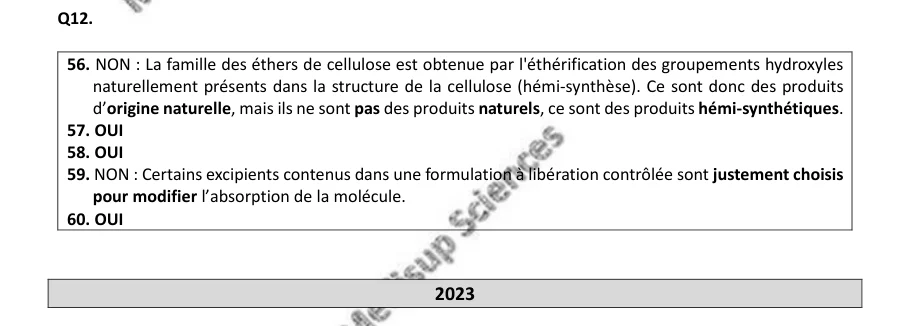 Q12.
56. NON : La famille des éthers de cellulose est obtenue par l'éthérification des groupements hydroxyles
naturellement présents dans la structure de la cellulose (hémi-synthèse). Ce sont donc des produits
d'origine naturelle, mais ils ne sont pas des produits naturels, ce sont des produits hémi-synthétiques.
57. OUI
58. OUI
59. NON : Certains excipients contenus dans une formulation à libération contrôlée sont justement choisis
pour modifier l'absorption de la molécule.
60. OUI
Sciences
2023